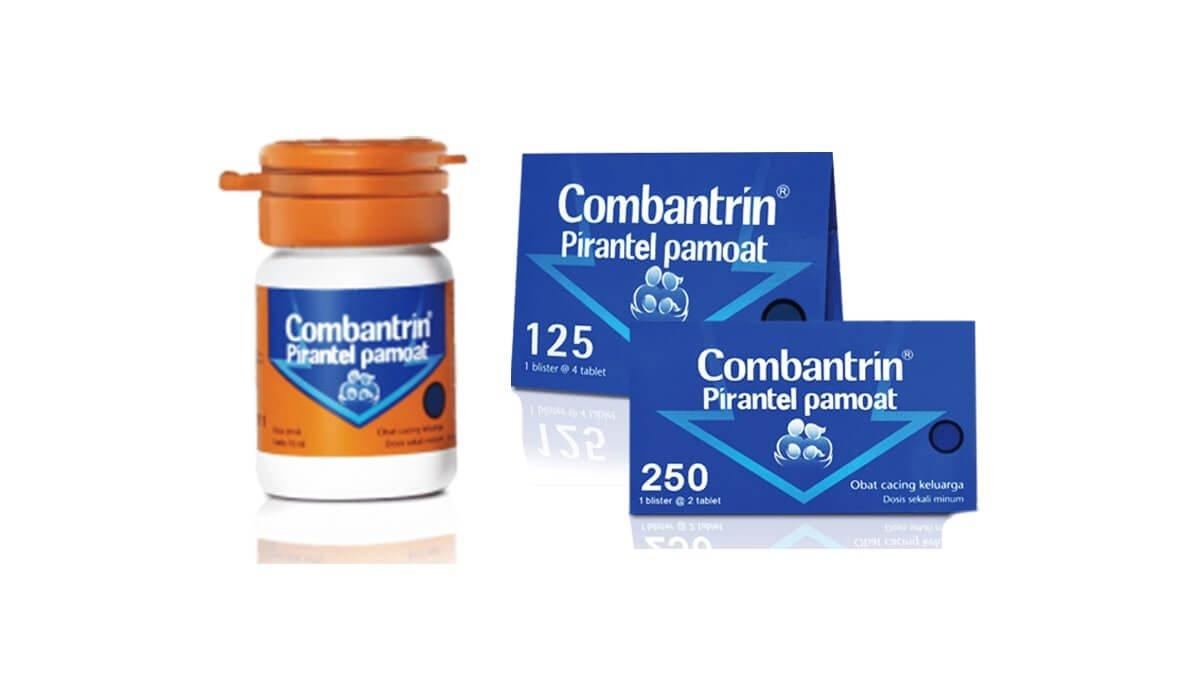 Combantrin®
Pirantel pamoat
Obat cacing keluarga
Dosis sekali minum
Combantrin®
Pirantel pamoat
125
1 blister @ 4 tablet
Combantrin®
Pirantel pamoat
250
1 blister @ 2 tablet
Obat cacing keluarga
Dosis sekali minum